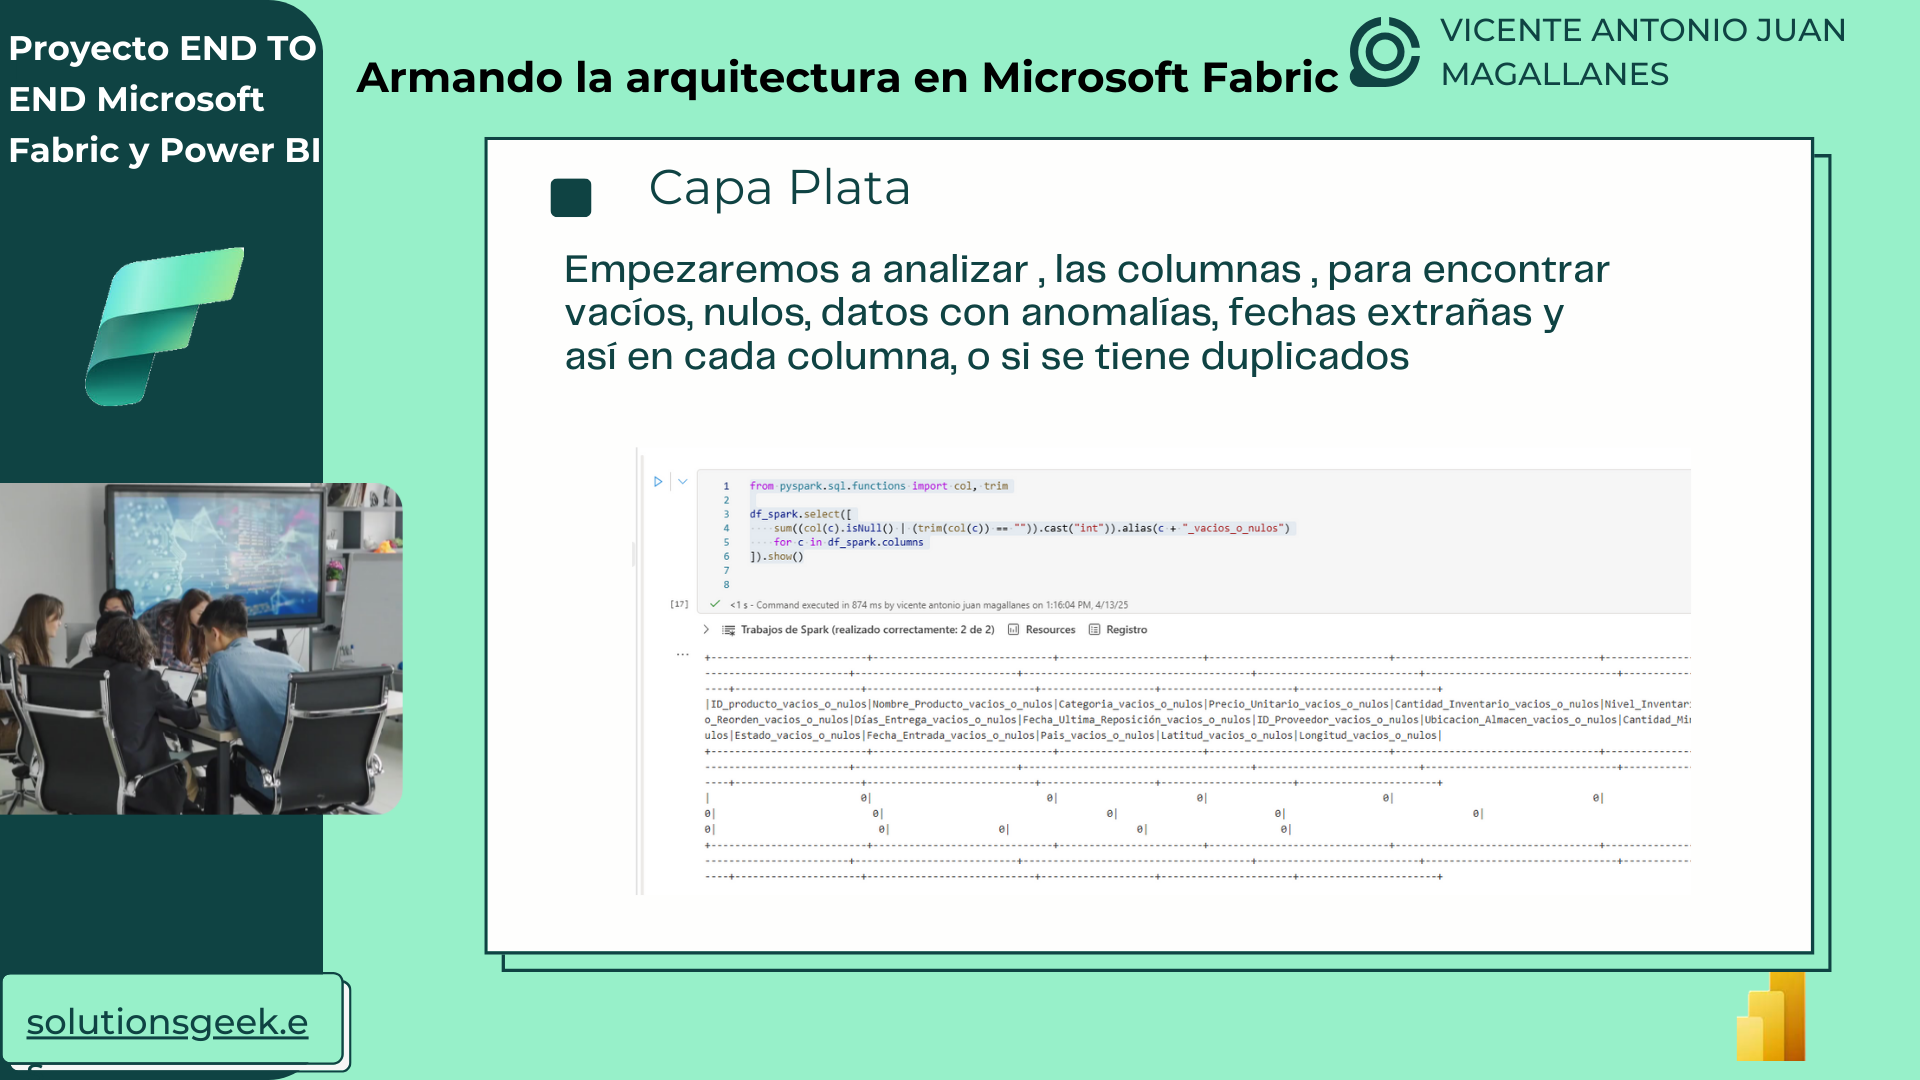 Proyecto END TO
END Microsoft
Fabric y Power BI
Armando la arquitectura en Microsoft Fabric
VICENTE ANTONIO JUAN
MAGALLANES
Capa Plata
Empezaremos a analizar , las columnas , para encontrar
vacíos, nulos, datos con anomalías, fechas extrañas y
así en cada columna, o si se tiene duplicados
1 from pyspark.sql.functions import col, trim
2
3 df_spark.select([
4 sum((col(c).isNull() | (trim(col(c)) == "")).cast("int")).alias(c + "_vacios_o_nulos")
5 for c in df_spark.columns
6 ]).show()
7
8
[17] <1 s - Command executed in 874 ms by vicente antonio juan magallanes on 1:16:04 PM, 4/13/25
Trabajos de Spark (realizado correctamente: 2 de 2) Resources Registro
...
|ID_producto_vacios_o_nulos|Nombre_Producto_vacios_o_nulos|Categoria_vacios_o_nulos|Precio_Unitario_vacios_o_nulos|Cantidad_Inventario_vacios_o_nulos|Nivel_Inventari
o_Reorden_vacios_o_nulos|Días_Entrega_vacios_o_nulos|Fecha_Ultima_Reposición_vacios_o_nulos|ID_Proveedor_vacios_o_nulos|Ubicacion_Almacen_vacios_o_nulos|Cantidad_Mi
ulos|Estado_vacios_o_nulos|Fecha_Entrada_vacios_o_nulos|Pais_vacios_o_nulos|Latitud_vacios_o_nulos|Longitud_vacios_o_nulos|
| 0| 0| 0| 0| 0|
0| 0| 0| 0| 0|
0| 0| 0| 0| 0|
solutionsgeek.e